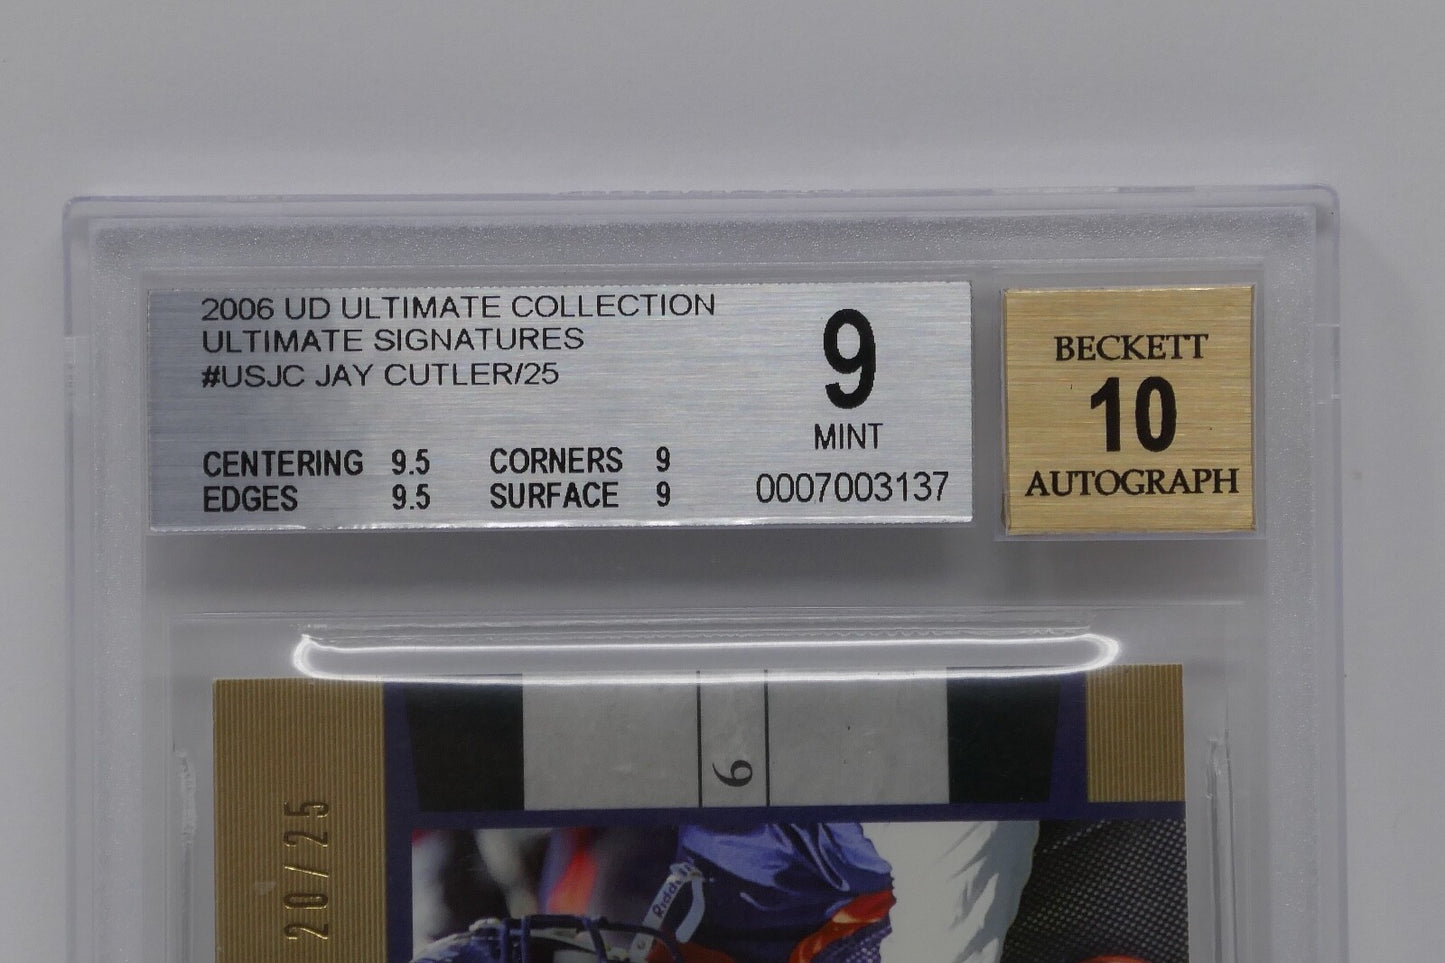 2006 UD ULTIMATE COLLECTION
ULTIMATE SIGNATURES
#USJC JAY CUTLER/25
CENTERING 9.5 CORNERS 9
EDGES 9.5 SURFACE 9
9
MINT
0007003137
BECKETT
10
AUTOGRAPH
20/25
6
Riddell